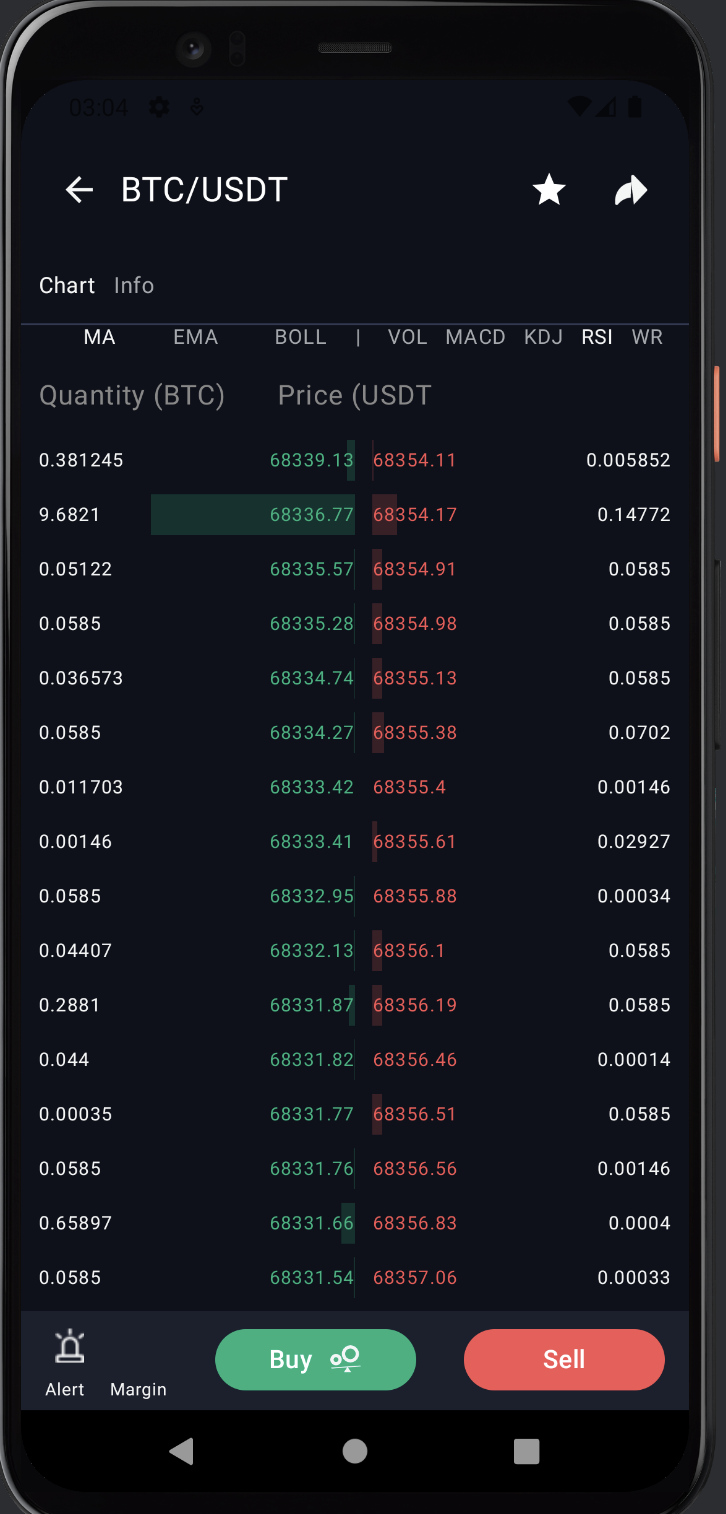 03:04
BTC/USDT
Chart Info
MA EMA BOLL | VOL MACD KDJ RSI WR
Quantity (BTC) Price (USDT
0.381245 68339.13 68354.11 0.005852
9.6821 68336.77 68354.17 0.14772
0.05122 68335.57 68354.91 0.0585
0.0585 68335.28 68354.98 0.0585
0.036573 68334.74 68355.13 0.0585
0.0585 68334.27 68355.38 0.0702
0.011703 68333.42 68355.4 0.00146
0.00146 68333.41 68355.61 0.02927
0.0585 68332.95 68355.88 0.00034
0.04407 68332.13 68356.1 0.0585
0.2881 68331.87 68356.19 0.0585
0.044 68331.82 68356.46 0.00014
0.00035 68331.77 68356.51 0.0585
0.0585 68331.76 68356.56 0.00146
0.65897 68331.66 68356.83 0.0004
0.0585 68331.54 68357.06 0.00033
Buy Sell
Alert Margin